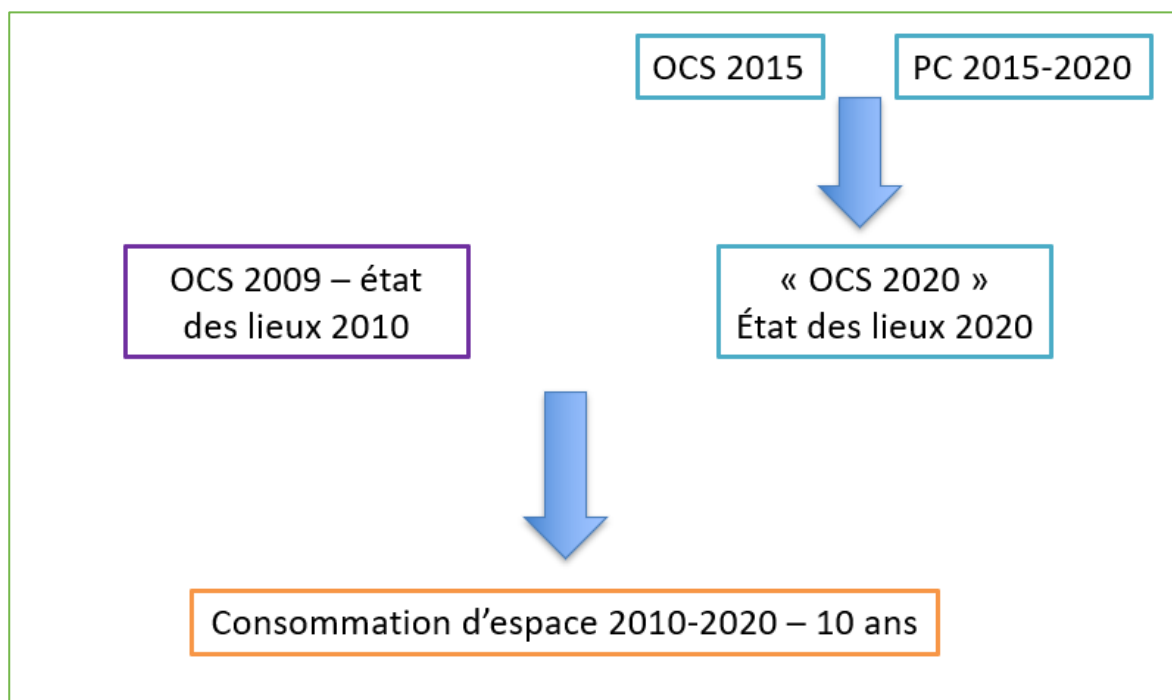 OCS 2015
PC 2015-2020
OCS 2009 – état
des lieux 2010
« OCS 2020 »
État des lieux 2020
Consommation d’espace 2010-2020 – 10 ans